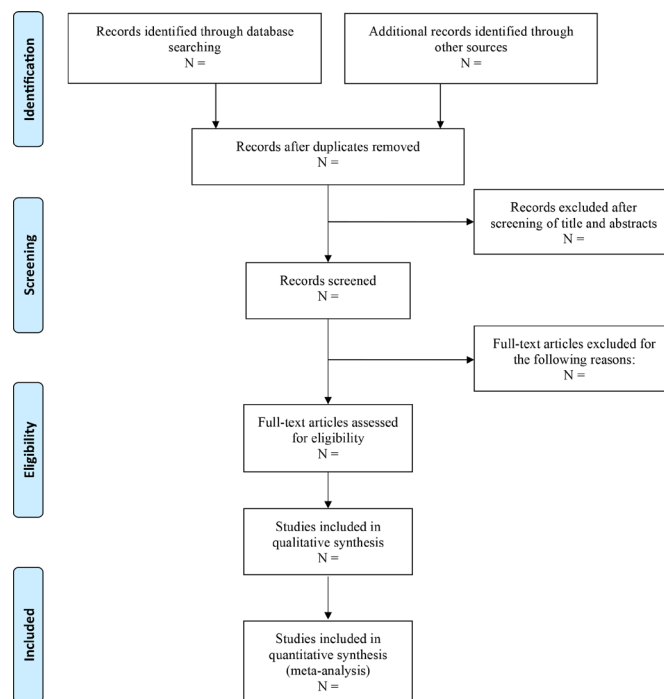 Identification
Records identified through database
searching
N =
Additional records identified through
other sources
N =
Records after duplicates removed
N =
Screening
Records excluded after
screening of title and abstracts
N =
Records screened
N =
Full-text articles excluded for
the following reasons:
N =
Eligibility
Full-text articles assessed
for eligibility
N =
Studies included in
qualitative synthesis
N =
Included
Studies included in
quantitative synthesis
(meta-analysis)
N =